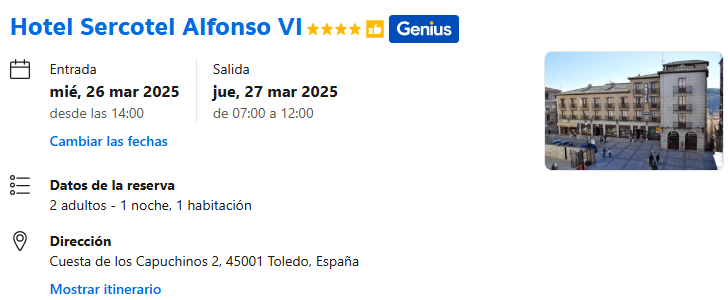 Hotel Sercotel Alfonso VI Genius
Entrada
mié, 26 mar 2025
desde las 14:00
Salida
jue, 27 mar 2025
de 07:00 a 12:00
Cambiar las fechas
Datos de la reserva
2 adultos - 1 noche, 1 habitación
Dirección
Cuesta de los Capuchinos 2, 45001 Toledo, España
Mostrar itinerario